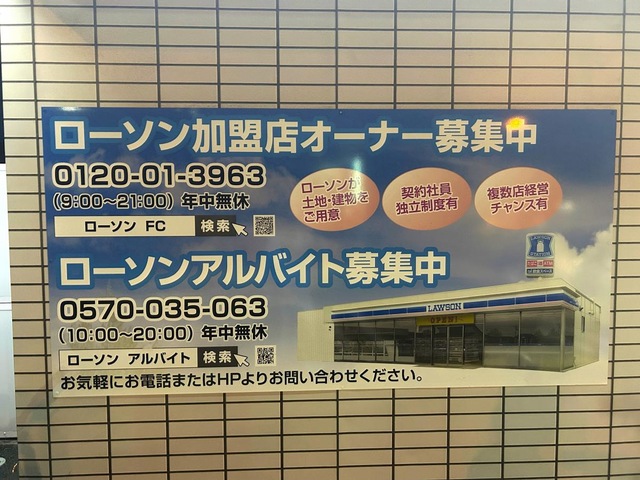 ローソン加盟店オーナー募集中
0120-01-3963
(9:00〜21:00) 年中無休
ローソン FC 検索
ローソンが
土地・建物を
ご用意
契約社員
独立制度有
複数店経営
チャンス有
ローソンアルバイト募集中
0570-035-063
(10:00〜20:00) 年中無休
ローソン アルバイト 検索
お気軽にお電話またはHPよりお問い合わせください。
LAWSON
OPEN!